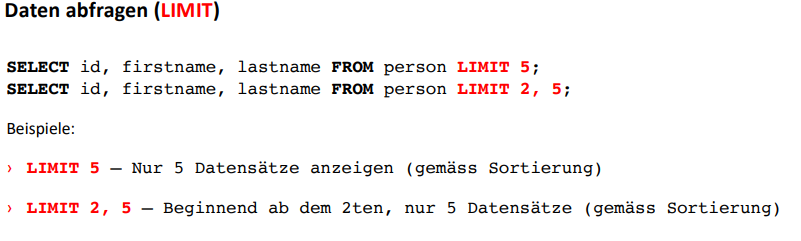 Daten abfragen (LIMIT)
SELECT id, firstname, lastname FROM person LIMIT 5;
SELECT id, firstname, lastname FROM person LIMIT 2, 5;
Beispiele:
› LIMIT 5 – Nur 5 Datensätze anzeigen (gemäss Sortierung)
› LIMIT 2, 5 – Beginnend ab dem 2ten, nur 5 Datensätze (gemäss Sortierung)